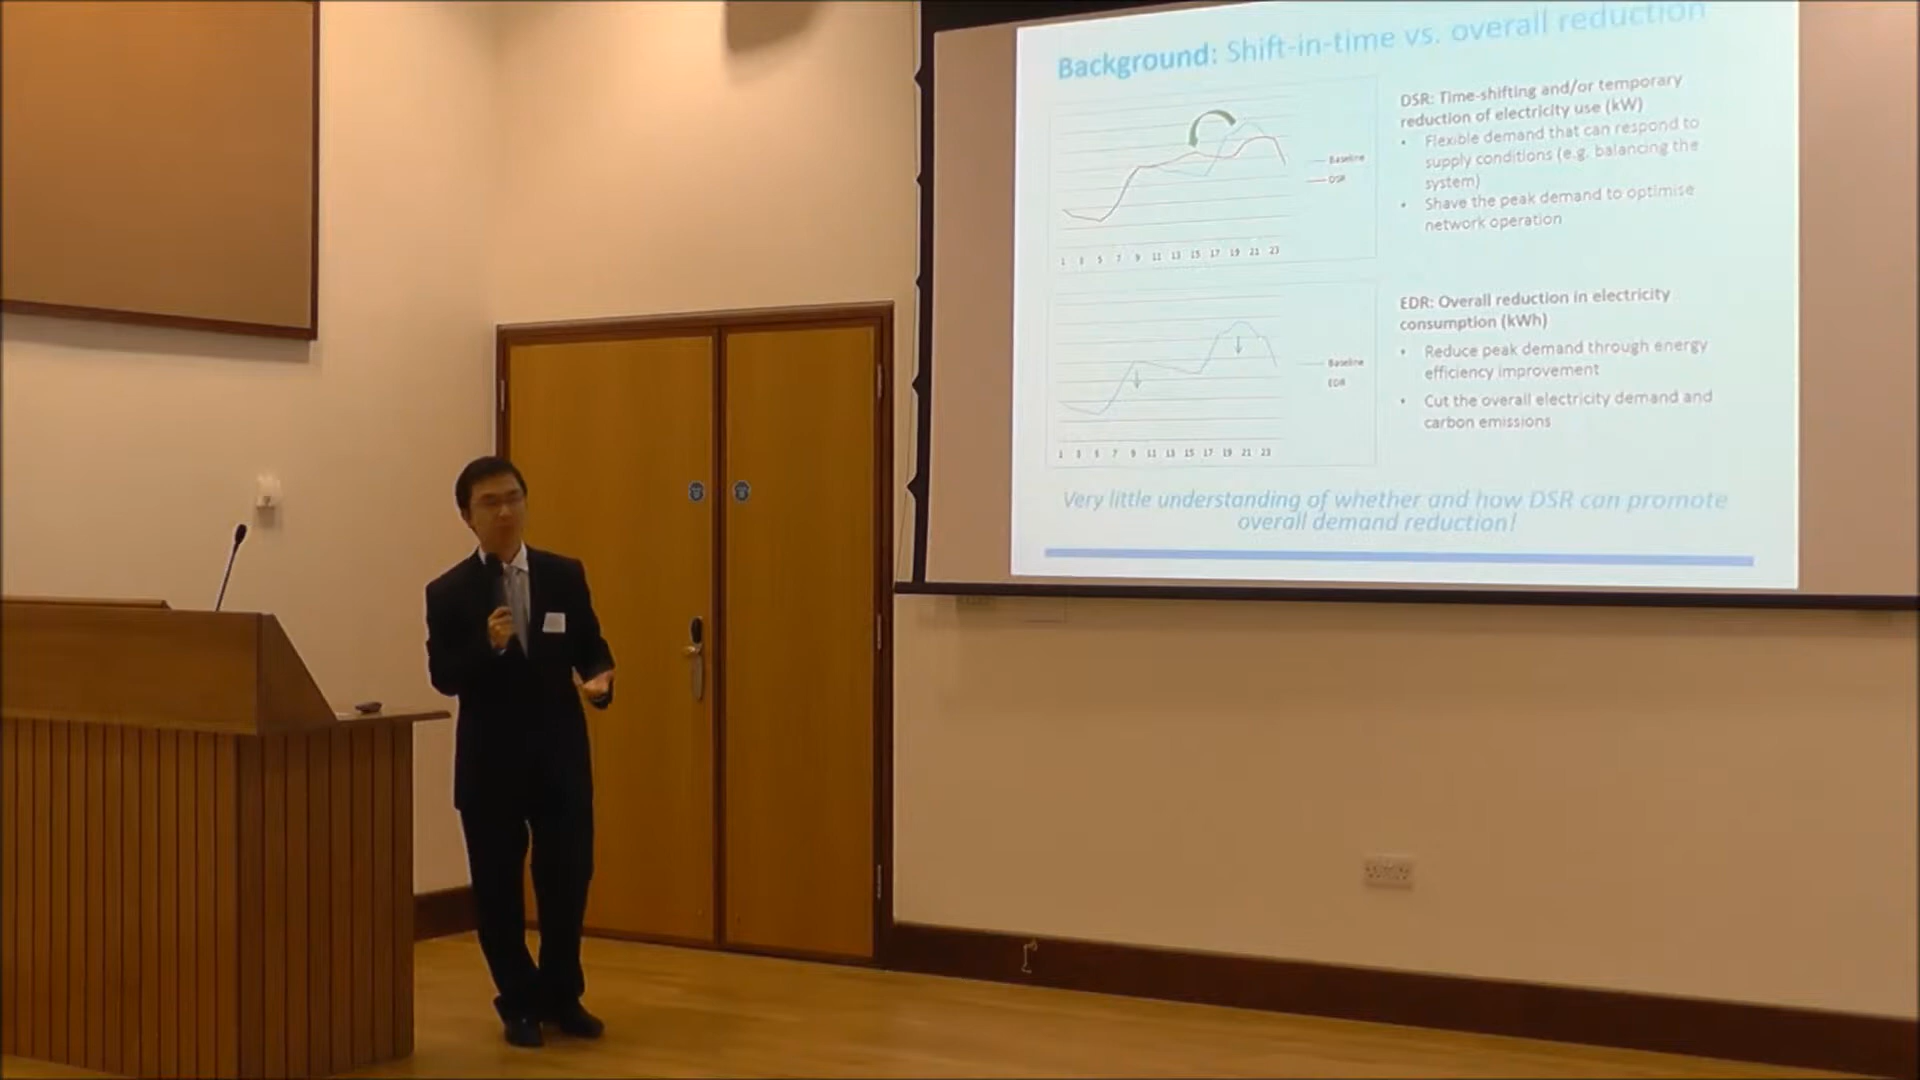 Background: Shift-in-time vs. overall reduction
Baseline
DSR
1 3 5 7 9 11 13 15 17 19 21 23
DSR: Time-shifting and/or temporary
reduction of electricity use (kW)
• Flexible demand that can respond to
supply conditions (e.g. balancing the
system)
• Shave the peak demand to optimise
network operation
Baseline
EDR
1 3 5 7 9 11 13 15 17 19 21 23
EDR: Overall reduction in electricity
consumption (kWh)
• Reduce peak demand through energy
efficiency improvement
• Cut the overall electricity demand and
carbon emissions
Very little understanding of whether and how DSR can promote
overall demand reduction!